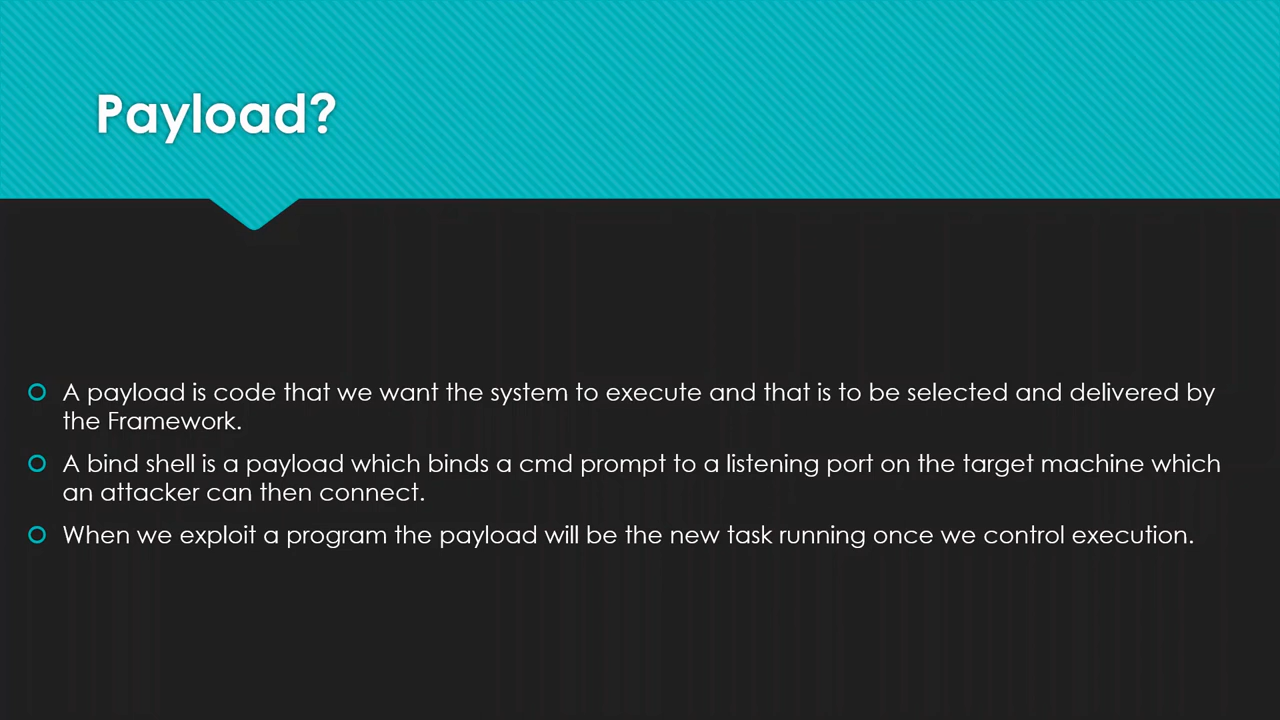 Payload?
A payload is code that we want the system to execute and that is to be selected and delivered by
the Framework.
A bind shell is a payload which binds a cmd prompt to a listening port on the target machine which
an attacker can then connect.
When we exploit a program the payload will be the new task running once we control execution.